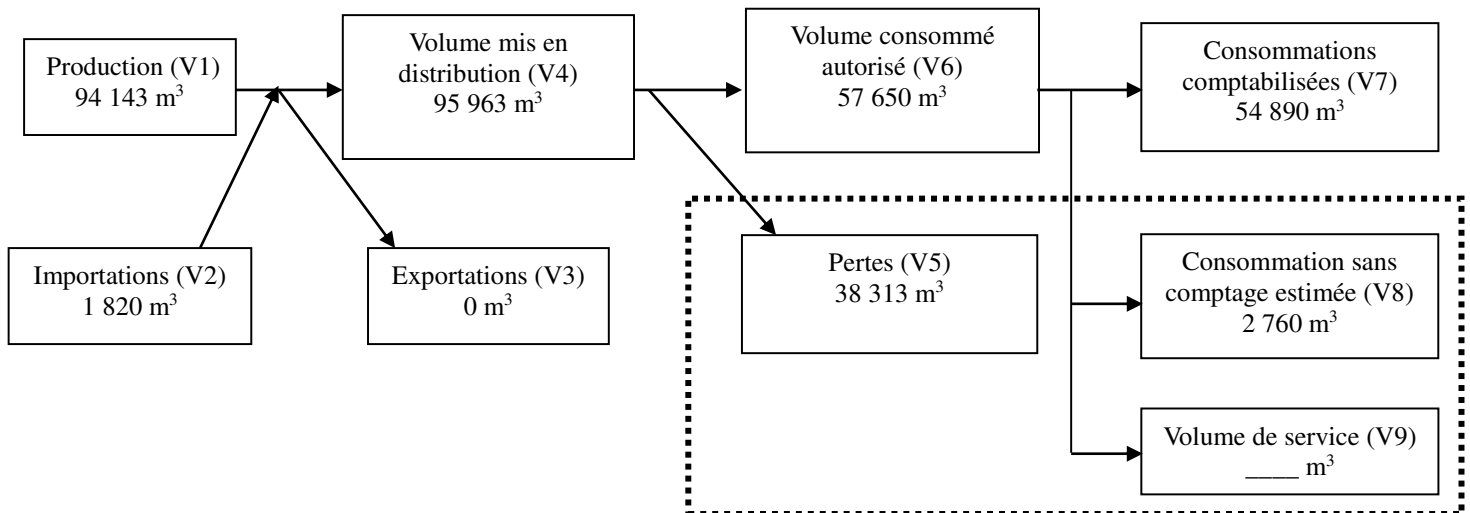 Production (V1)
94 143 m³
Volume mis en
distribution (V4)
95 963 m³
Volume consommé
autorisé (V6)
57 650 m³
Consommations
comptabilisées (V7)
54 890 m³
Importations (V2)
1 820 m³
Exportations (V3)
0 m³
Pertes (V5)
38 313 m³
Consommation sans
comptage estimée (V8)
2 760 m³
Volume de service (V9)
____ m³